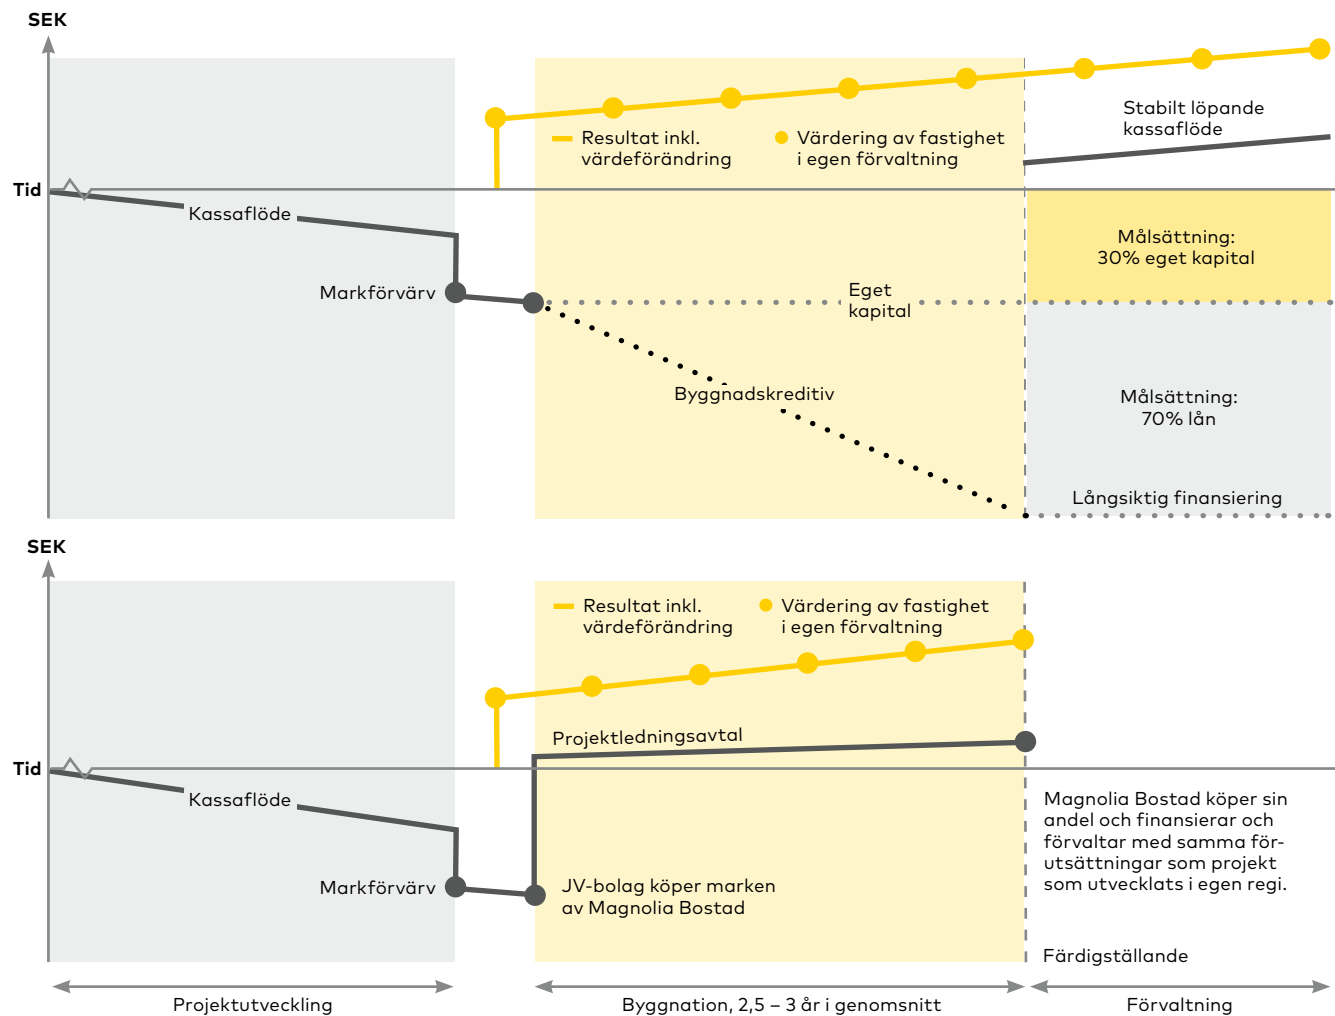 SEK
Resultat inkl.
värdeförändring
Värdering av fastighet
i egen förvaltning
Stabilt löpande
kassaflöde
Tid
Kassaflöde
Målsättning:
30% eget kapital
Markförvärv
Eget
kapital
Byggnadskreditiv
Målsättning:
70% lån
Långsiktig finansiering
SEK
Resultat inkl.
värdeförändring
Värdering av fastighet
i egen förvaltning
Projektledningsavtal
Tid
Kassaflöde
Markförvärv
JV-bolag köper marken
av Magnolia Bostad
Magnolia Bostad köper sin
andel och finansierar och
förvaltar med samma för-
utsättningar som projekt
som utvecklats i egen regi.
Färdigställande
Projektutveckling
Byggnation, 2,5 – 3 år i genomsnitt
Förvaltning